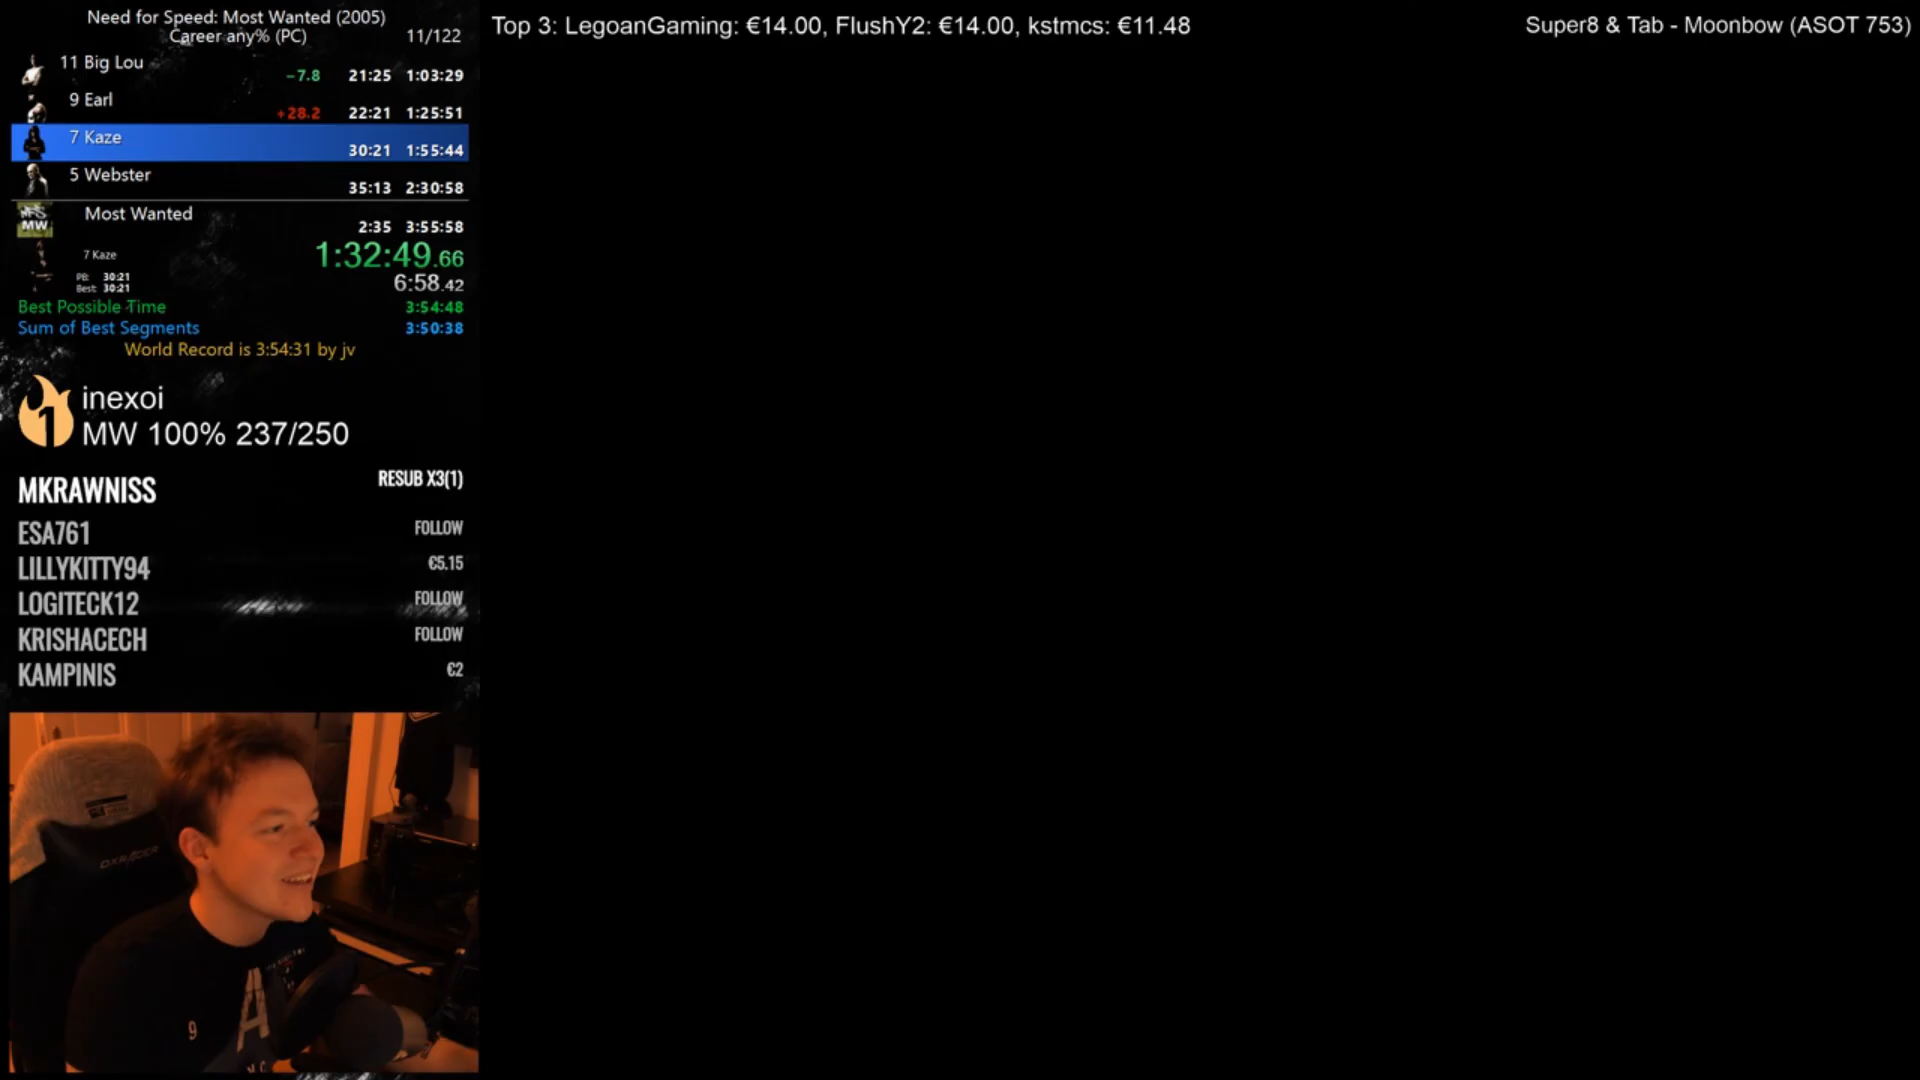 Need for Speed: Most Wanted (2005)
Career any% (PC) 11/122
11 Big Lou -7.8 21:25 1:03:29
9 Earl +28.2 22:21 1:25:51
7 Kaze 30:21 1:55:44
5 Webster 35:13 2:30:58
MW Most Wanted 2:35 3:55:58
7 Kaze 1:32:49.66
PB: 30:21
Best: 30:21 6:58.42
Best Possible Time 3:54:48
Sum of Best Segments 3:50:38
World Record is 3:54:31 by jv
1 inexoi
MW 100% 237/250
MKRAWNISS RESUB X3(1)
ESA761 FOLLOW
LILLYKITTY94 €5.15
LOGITECK12 FOLLOW
KRISHACECH FOLLOW
KAMPINIS €2
Top 3: LegoanGaming: €14.00, FlushY2: €14.00, kstmcs: €11.48
Super8 & Tab - Moonbow (ASOT 753)
DXRACER
9
A